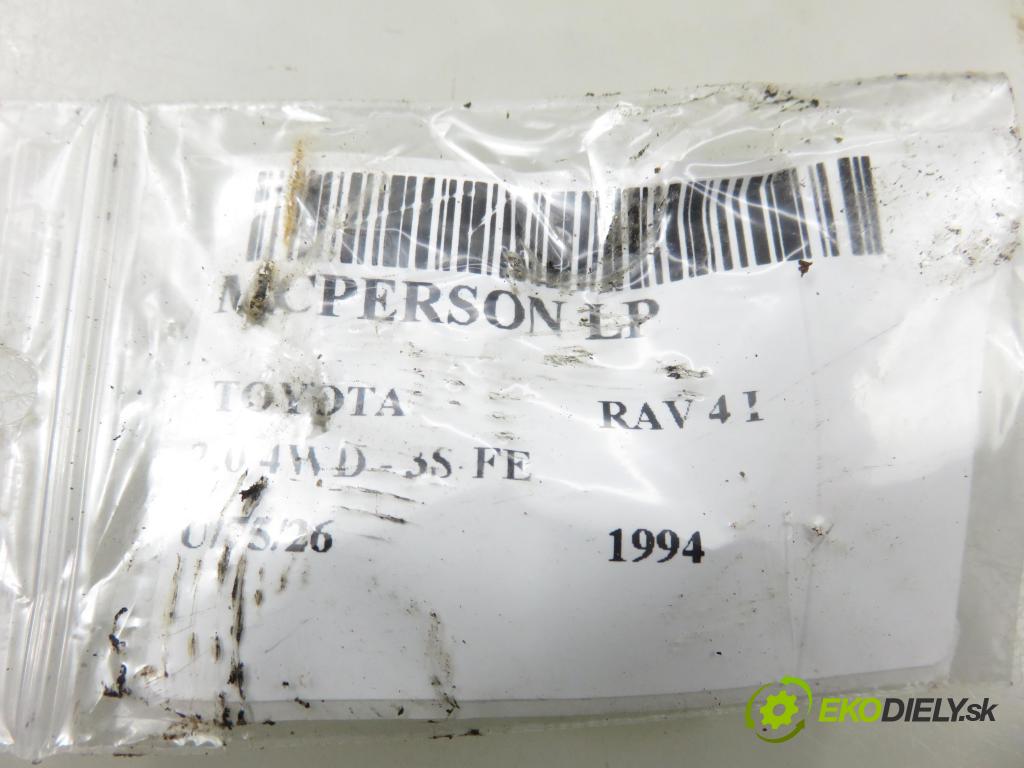 MCPERSON LP
TOYOTA RAV 4 I
2.0 4WD - 3S-FE
1994
EKODIELY.sk